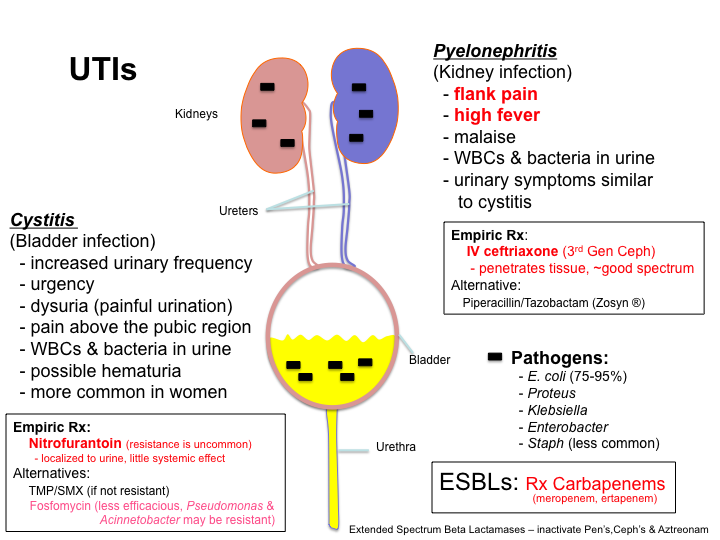 UTIs
Kidneys
Ureters
Pyelonephritis
(Kidney infection)
- flank pain
- high fever
- malaise
- WBCs & bacteria in urine
- urinary symptoms similar
to cystitis
Empiric Rx:
IV ceftriaxone (3rd Gen Ceph)
- penetrates tissue, ~good spectrum
Alternative:
Piperacillin/Tazobactam (Zosyn ®)
Cystitis
(Bladder infection)
- increased urinary frequency
- urgency
- dysuria (painful urination)
- pain above the pubic region
- WBCs & bacteria in urine
- possible hematuria
- more common in women
Empiric Rx:
Nitrofurantoin (resistance is uncommon)
- localized to urine, little systemic effect
Alternatives:
TMP/SMX (if not resistant)
Fosfomycin (less efficacious, Pseudomonas &
Acinnetobacter may be resistant)
Bladder
Urethra
Pathogens:
- E. coli (75-95%)
- Proteus
- Klebsiella
- Enterobacter
- Staph (less common)
ESBLs: Rx Carbapenems
(meropenem, ertapenem)
Extended Spectrum Beta Lactamases – inactivate Pen's,Ceph's & Aztreonam